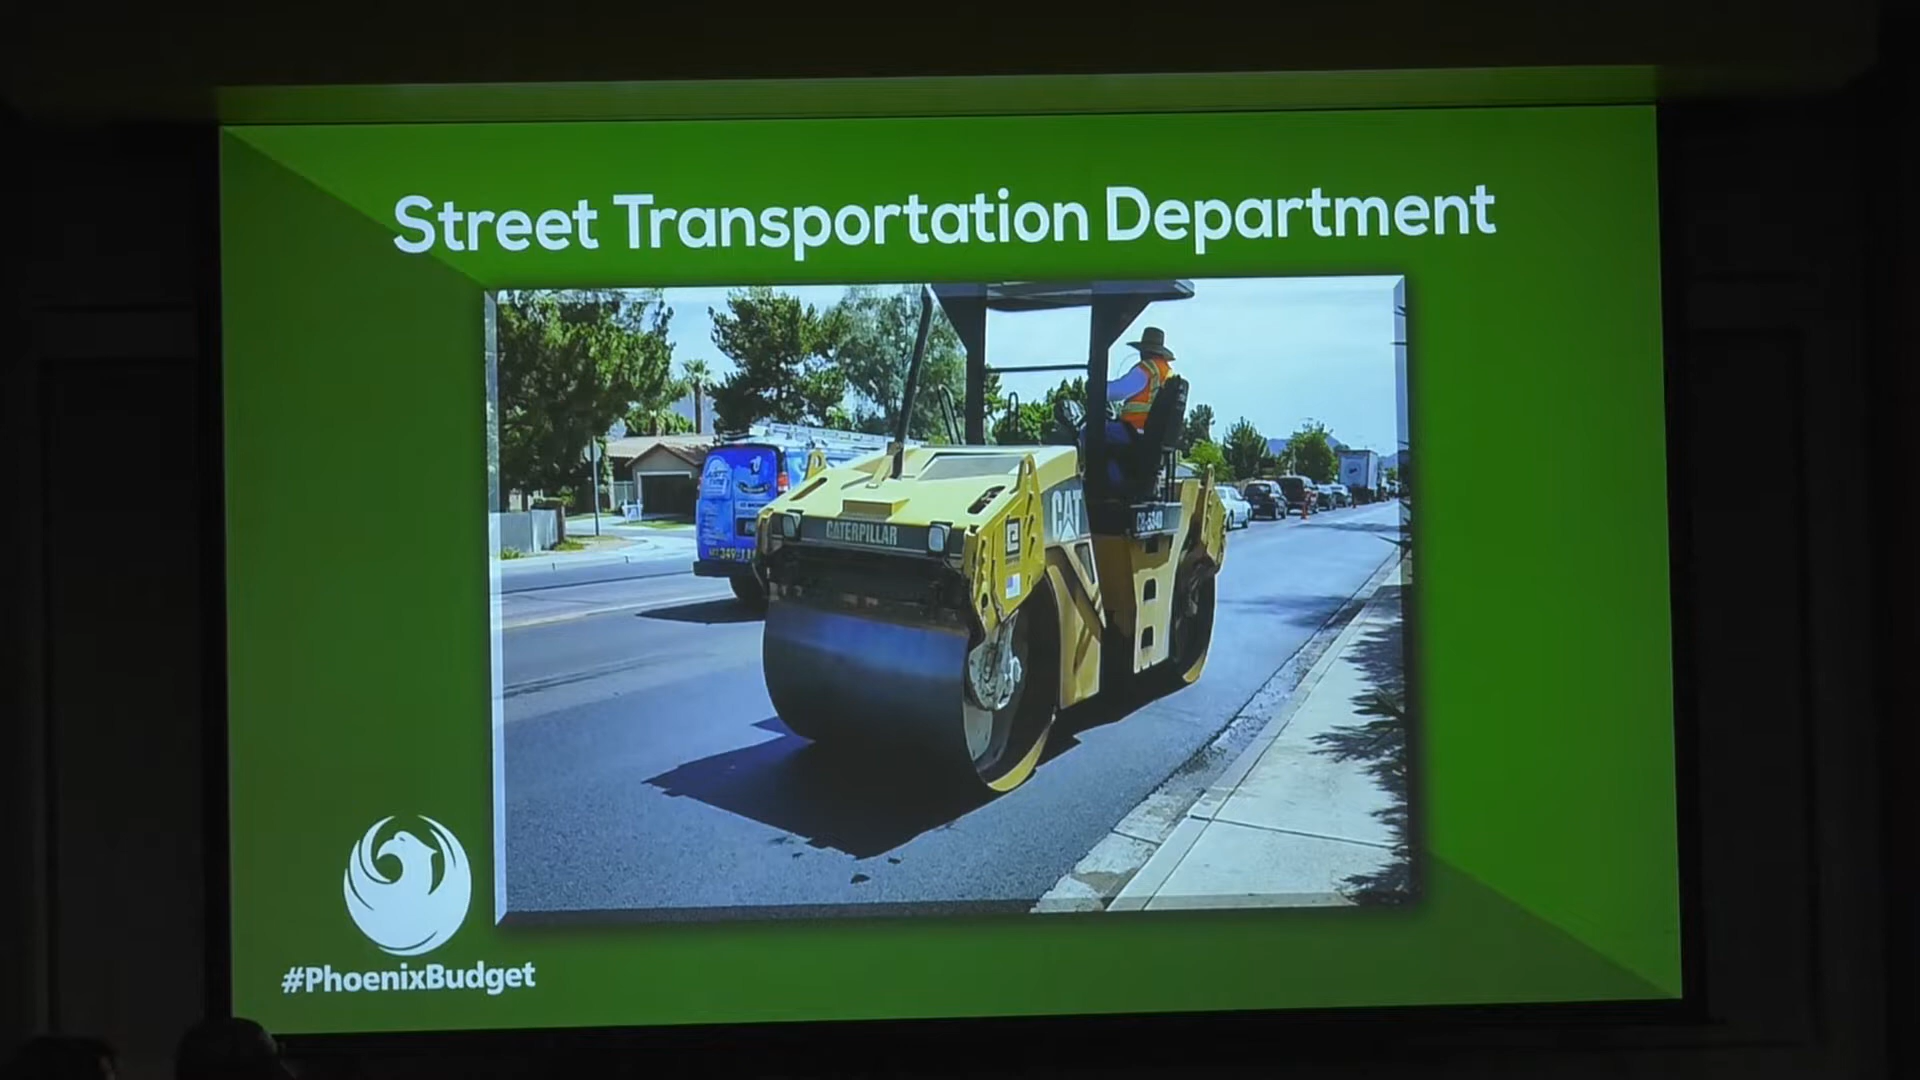 Street Transportation Department
CATERPILLAR
CAT
#PhoenixBudget